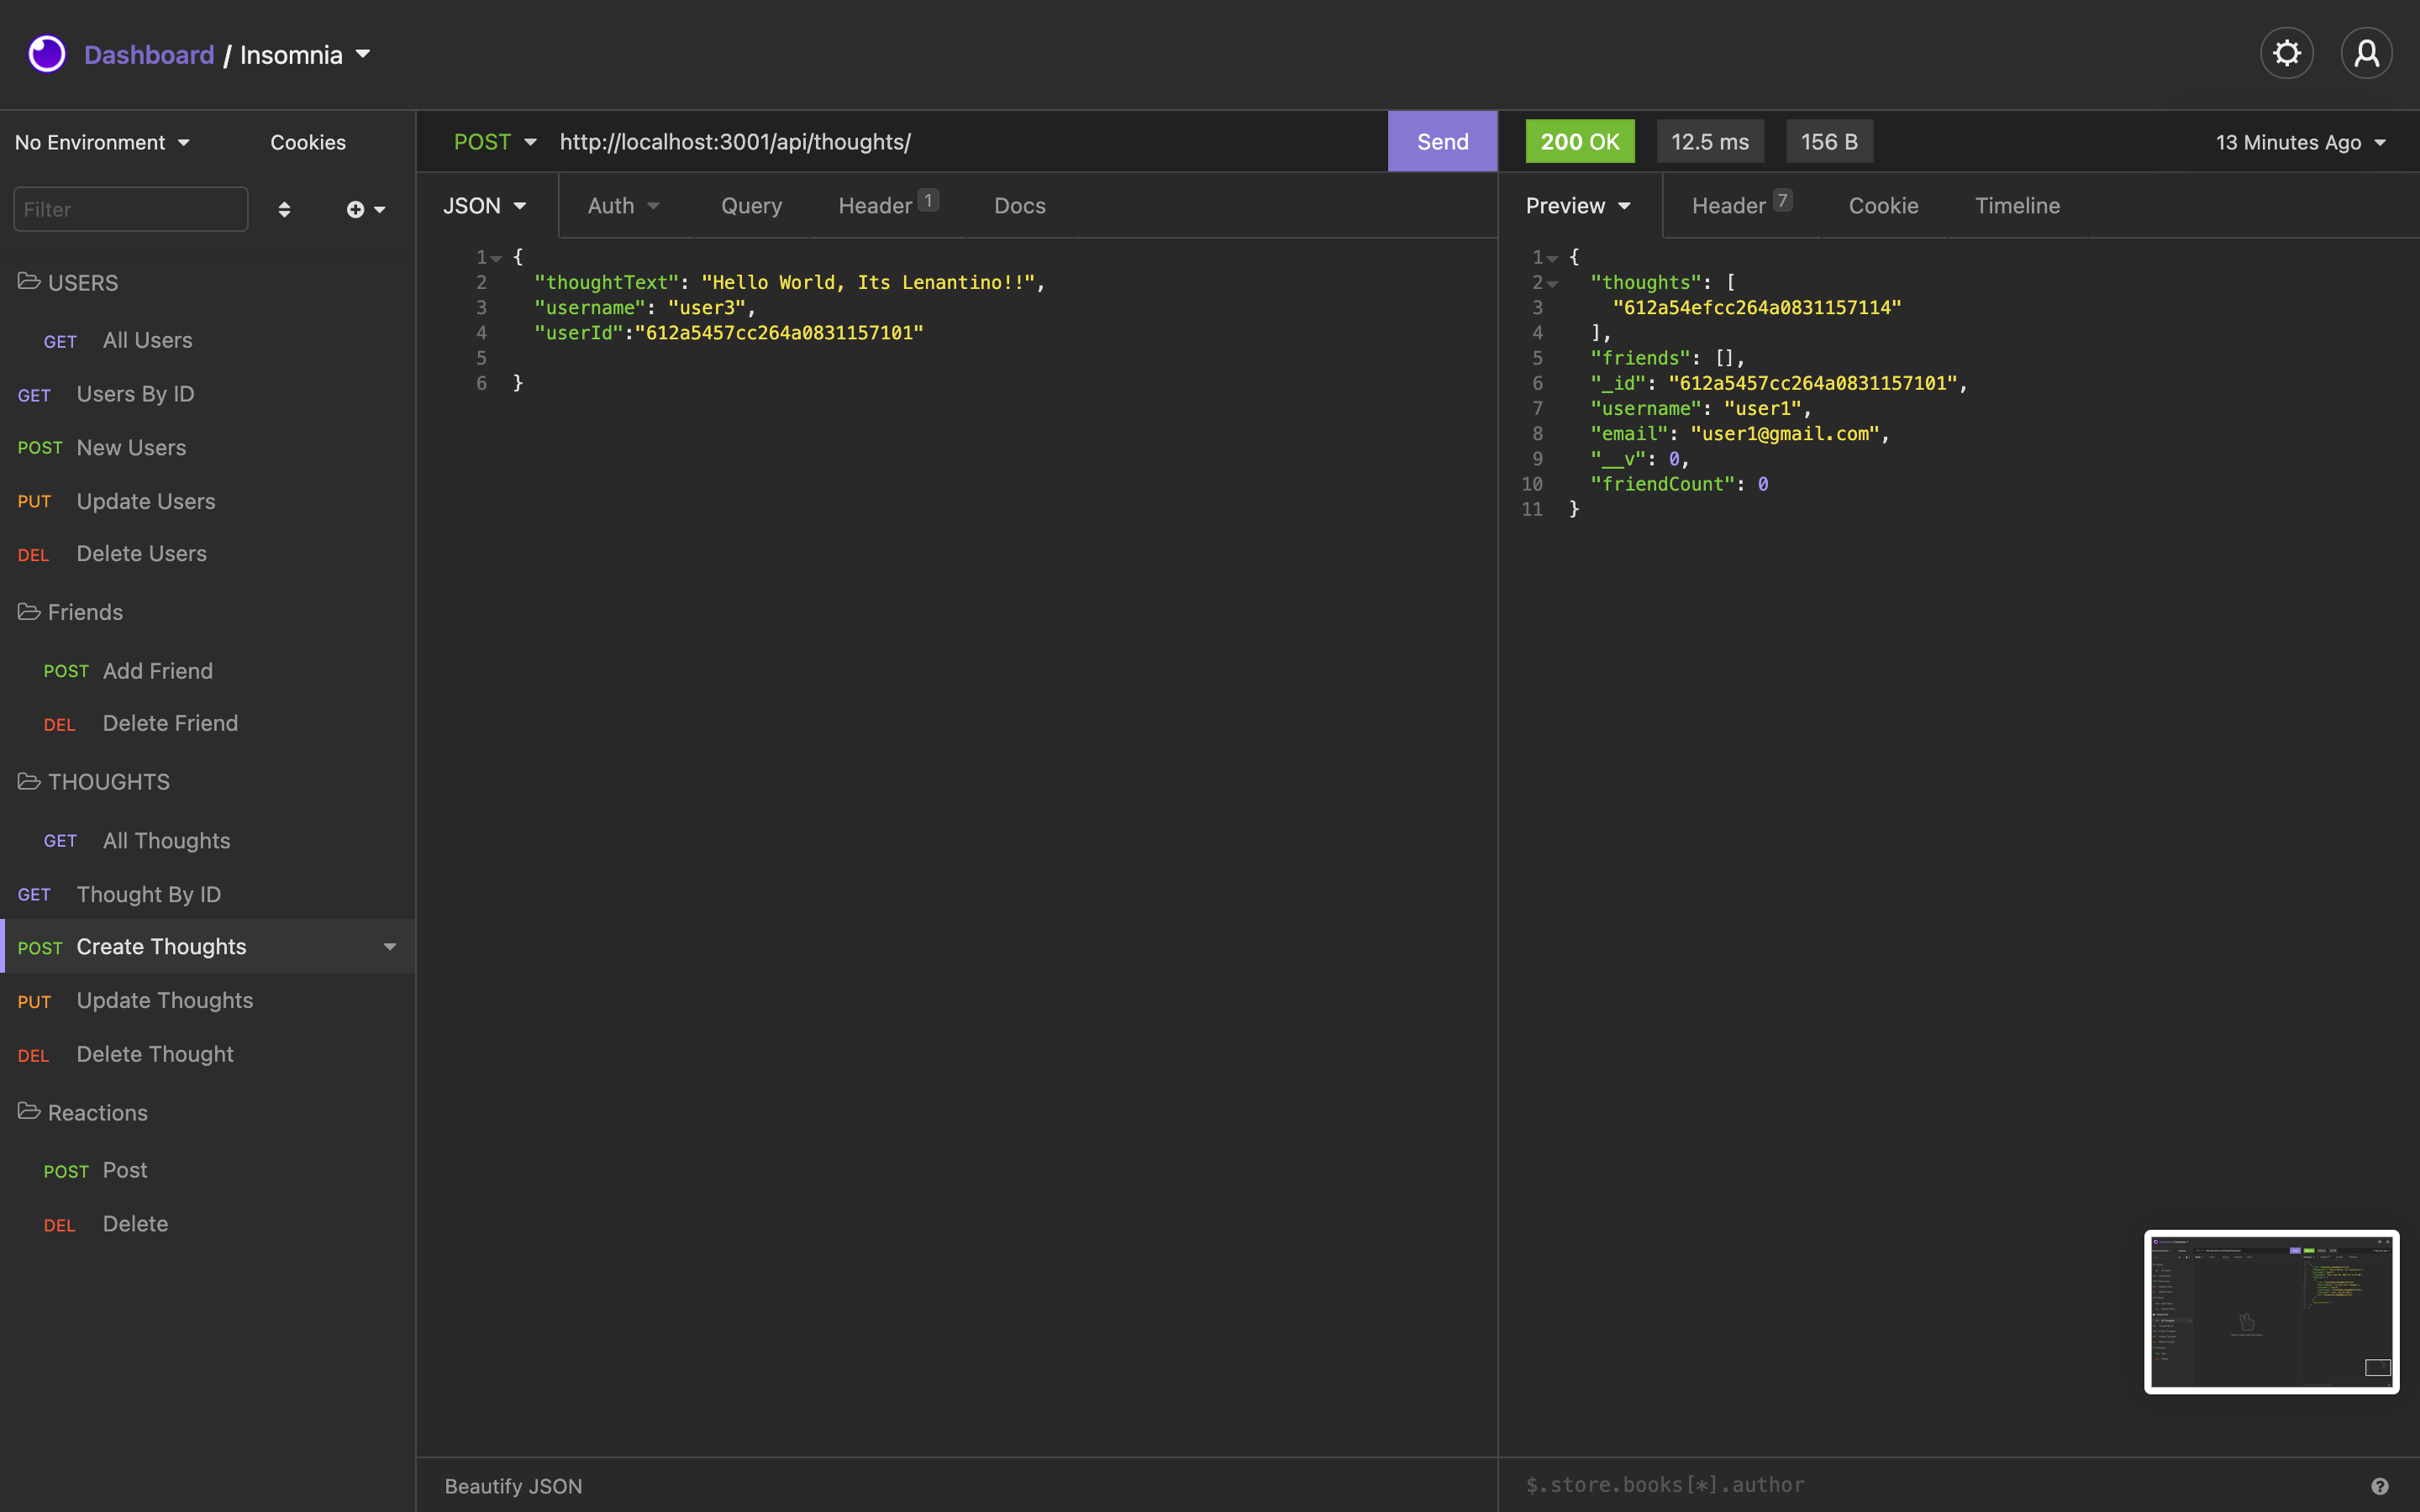 Dashboard / Insomnia
No Environment
Cookies
Filter
USERS
GET All Users
GET Users By ID
POST New Users
PUT Update Users
DEL Delete Users
Friends
POST Add Friend
DEL Delete Friend
THOUGHTS
GET All Thoughts
GET Thought By ID
POST Create Thoughts
PUT Update Thoughts
DEL Delete Thought
Reactions
POST Post
DEL Delete
POST http://localhost:3001/api/thoughts/ Send
JSON Auth Query Header 1 Docs
1 {
2 "thoughtText": "Hello World, Its Lenantino!!",
3 "username": "user3",
4 "userId":"612a5457cc264a0831157101"
5
6 }
Beautify JSON
200 OK 12.5 ms 156 B 13 Minutes Ago
Preview Header 7 Cookie Timeline
1 {
2 "thoughts": [
3 "612a54efcc264a0831157114"
4 ],
5 "friends": [],
6 "_id": "612a5457cc264a0831157101",
7 "username": "user1",
8 "email": "user1@gmail.com",
9 "__v": 0,
10 "friendCount": 0
11 }
$.store.books[*].author